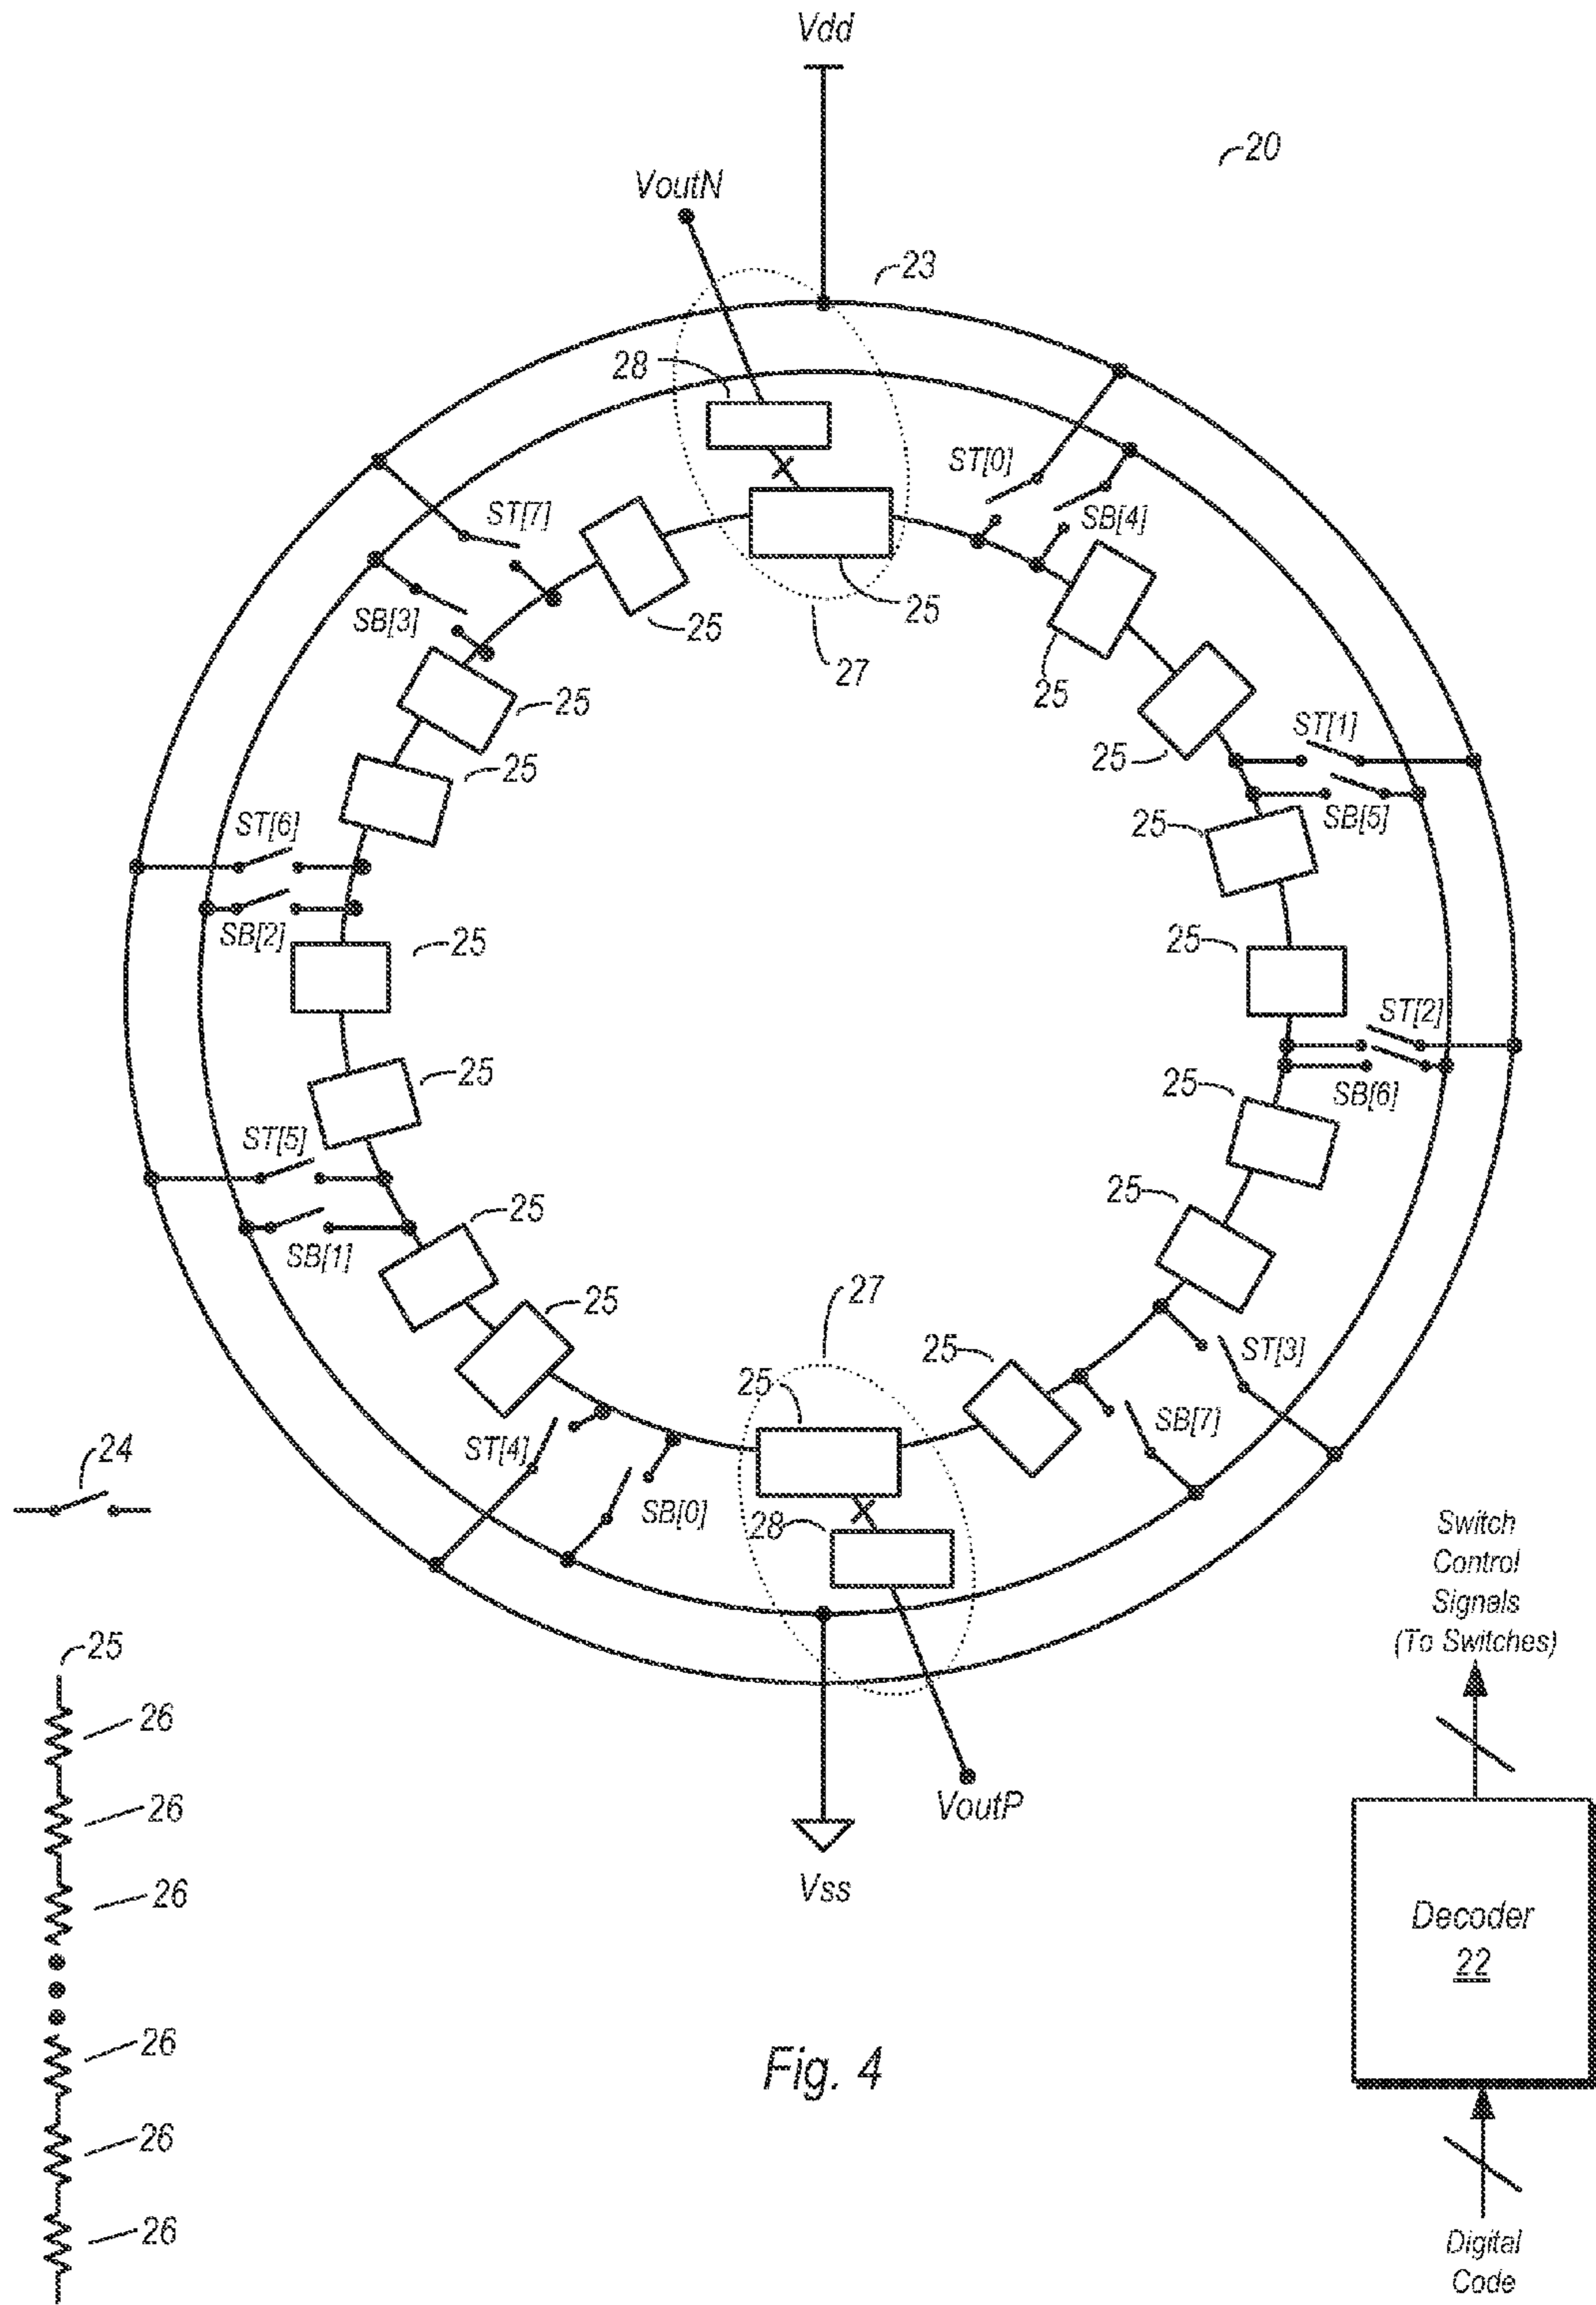 Vdd
20
VoutN
23
28
ST[0]
ST[7]
SB[4]
25
25
25
SB[3]
27
25
25
ST[1]
25
25
ST[6]
25
SB[5]
SB[2]
25
25
ST[2]
25
25
SB[6]
ST[5]
25
25
SB[1]
27
25
ST[3]
25
25
SB[7]
ST[4]
24
SB[0]
28
Switch
Control
Signals
(To Switches)
25
26
26
VoutP
Vss
26
Decoder
22
26
Fig. 4
26
26
Digital
Code